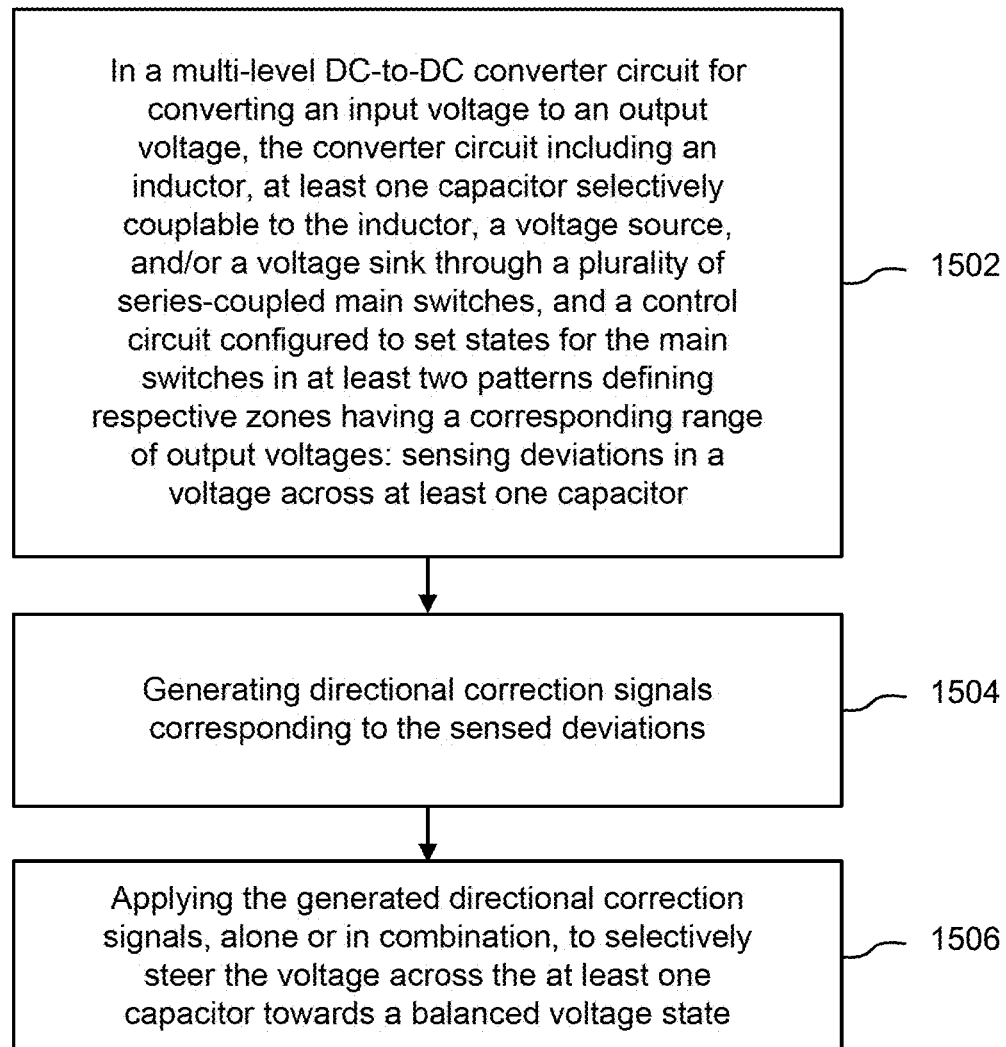 In a multi-level DC-to-DC converter circuit for
converting an input voltage to an output
voltage, the converter circuit including an
inductor, at least one capacitor selectively
couplable to the inductor, a voltage source,
and/or a voltage sink through a plurality of
series-coupled main switches, and a control
circuit configured to set states for the main
switches in at least two patterns defining
respective zones having a corresponding range
of output voltages: sensing deviations in a
voltage across at least one capacitor
1502
Generating directional correction signals
corresponding to the sensed deviations
1504
Applying the generated directional correction
signals, alone or in combination, to selectively
steer the voltage across the at least one
capacitor towards a balanced voltage state
1506